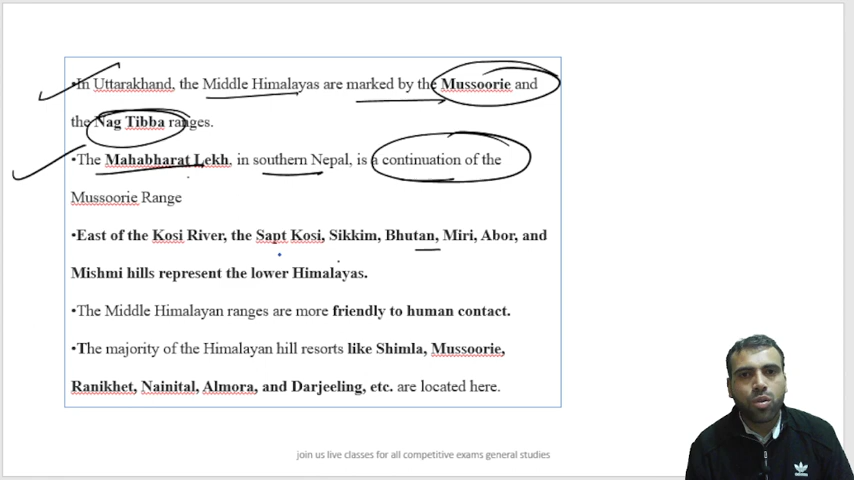 •In Uttarakhand, the Middle Himalayas are marked by the Mussoorie and
the Nag Tibba ranges.
•The Mahabharat Lekh, in southern Nepal, is a continuation of the
Mussoorie Range
•East of the Kosi River, the Sapt Kosi, Sikkim, Bhutan, Miri, Abor, and
Mishmi hills represent the lower Himalayas.
•The Middle Himalayan ranges are more friendly to human contact.
•The majority of the Himalayan hill resorts like Shimla, Mussoorie,
Ranikhet, Nainital, Almora, and Darjeeling, etc. are located here.
join us live classes for all competitive exams general studies